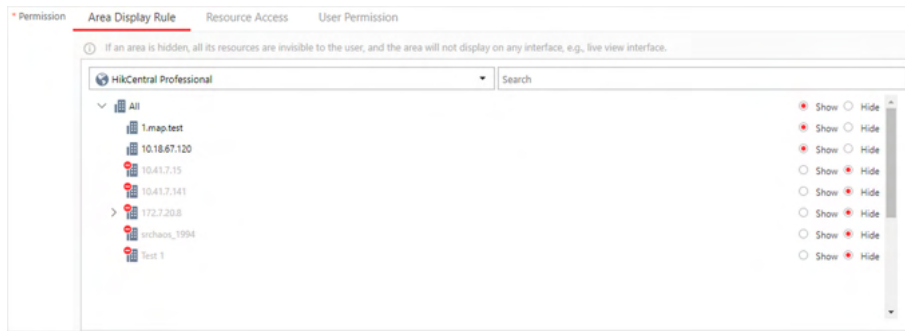 * Permission Area Display Rule Resource Access User Permission
If an area is hidden, all its resources are invisible to the user, and the area will not display on any interface, e.g., live view interface.
HikCentral Professional Search
All Show Hide
1.map.test Show Hide
10.18.67.120 Show Hide
10.41.7.15 Show Hide
10.41.7.141 Show Hide
172.7.20.8 Show Hide
srchaos_1994 Show Hide
Test 1 Show Hide